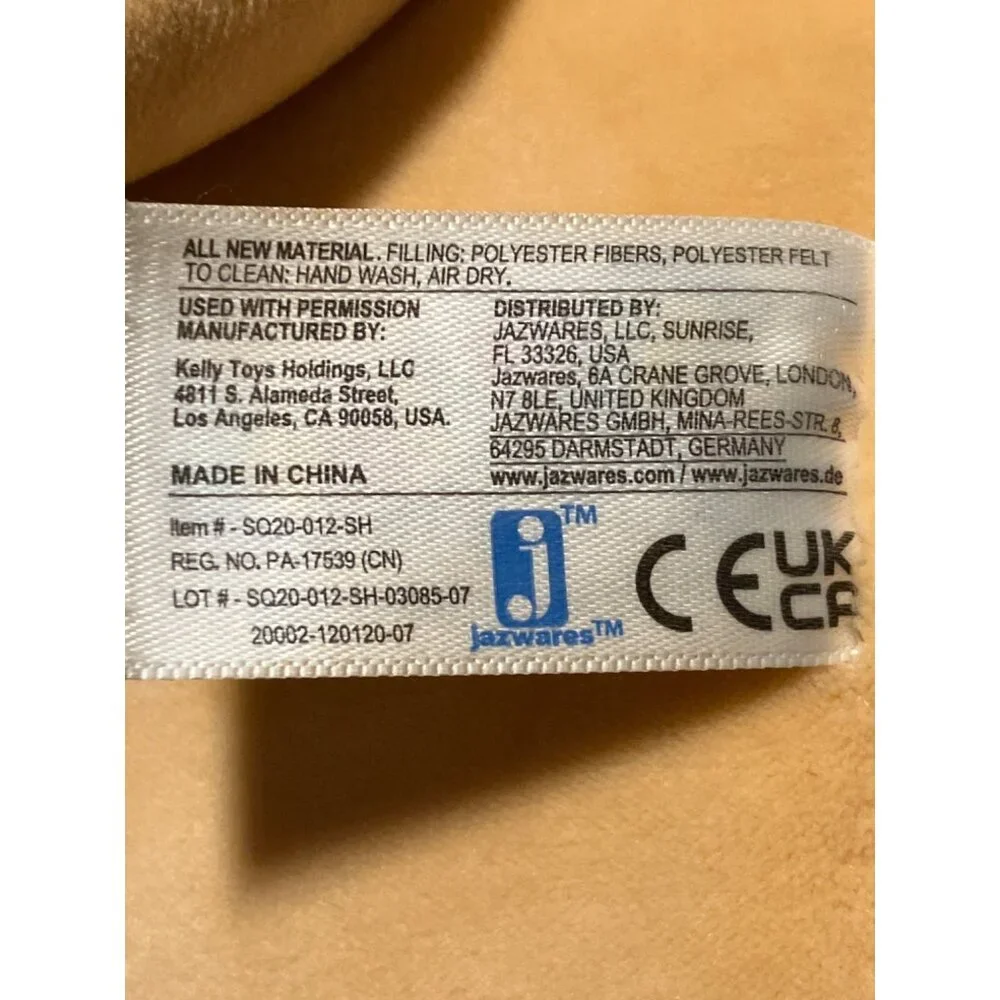 ALL NEW MATERIAL. FILLING: POLYESTER FIBERS, POLYESTER FELT
TO CLEAN: HAND WASH, AIR DRY.
USED WITH PERMISSION
MANUFACTURED BY:
Kelly Toys Holdings, LLC
4811 S. Alameda Street,
Los Angeles, CA 90058, USA.
MADE IN CHINA
DISTRIBUTED BY:
JAZWARES, LLC, SUNRISE,
FL 33326, USA
Jazwares, 6A CRANE GROVE, LONDON,
N7 8LE, UNITED KINGDOM
JAZWARES GMBH, MINA-REES-STR. 8,
64295 DARMSTADT, GERMANY
www.jazwares.com / www.jazwares.de
Item # - SQ20-012-SH
REG. NO. PA-17539 (CN)
LOT # - SQ20-012-SH-03085-07
20002-120120-07
j TM
jazwares™
CE
UK
CA